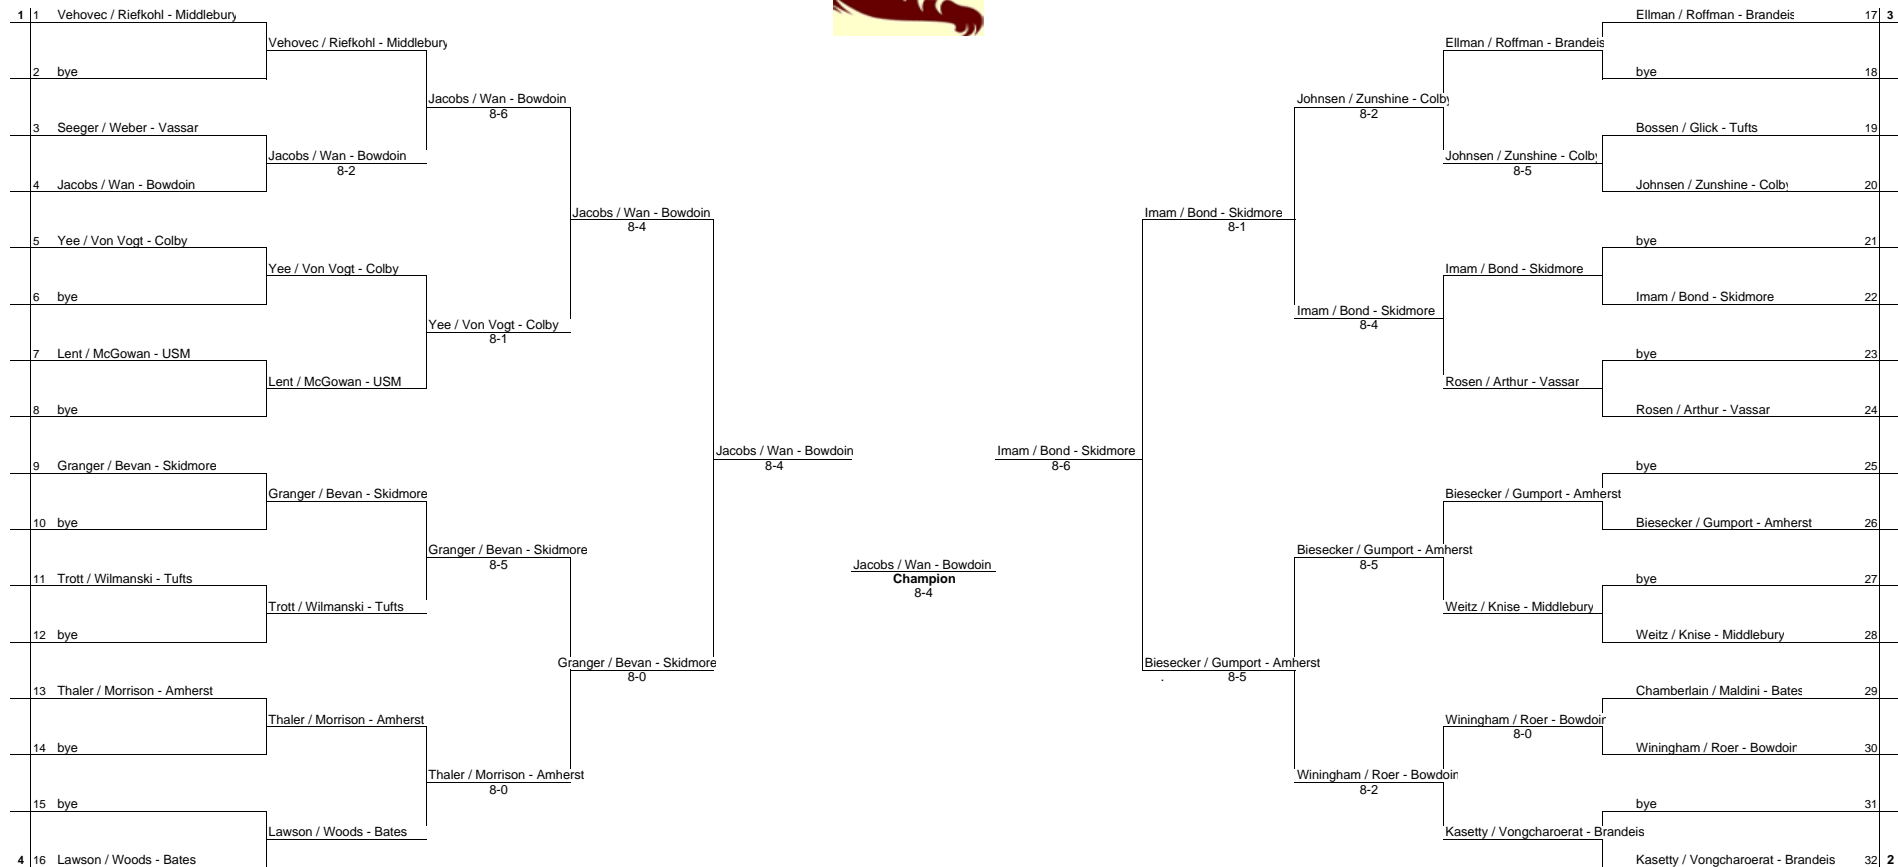 1 1 Vehovec / Riefkohl - Middlebury
2 bye
3 Seeger / Weber - Vassar
4 Jacobs / Wan - Bowdoin
5 Yee / Von Vogt - Colby
6 bye
7 Lent / McGowan - USM
8 bye
9 Granger / Bevan - Skidmore
10 bye
11 Trott / Wilmanski - Tufts
12 bye
13 Thaler / Morrison - Amherst
14 bye
15 bye
4 16 Lawson / Woods - Bates
Vehovec / Riefkohl - Middlebury
Jacobs / Wan - Bowdoin
8-2
Yee / Von Vogt - Colby
Lent / McGowan - USM
Granger / Bevan - Skidmore
Trott / Wilmanski - Tufts
Thaler / Morrison - Amherst
Lawson / Woods - Bates
Jacobs / Wan - Bowdoin
8-6
Yee / Von Vogt - Colby
8-1
Granger / Bevan - Skidmore
8-5
Thaler / Morrison - Amherst
8-0
Jacobs / Wan - Bowdoin
8-4
Granger / Bevan - Skidmore
8-0
Jacobs / Wan - Bowdoin
8-4
Jacobs / Wan - Bowdoin
Champion
8-4
Imam / Bond - Skidmore
8-6
Imam / Bond - Skidmore
8-1
Biesecker / Gumport - Amherst
. 8-5
Johnsen / Zunshine - Colby
8-2
Imam / Bond - Skidmore
8-4
Biesecker / Gumport - Amherst
8-5
Winingham / Roer - Bowdoin
8-2
Ellman / Roffman - Brandeis
Johnsen / Zunshine - Colby
8-5
Imam / Bond - Skidmore
Rosen / Arthur - Vassar
Biesecker / Gumport - Amherst
Weitz / Knise - Middlebury
Winingham / Roer - Bowdoin
8-0
Kasetty / Vongcharoerat - Brandeis
Ellman / Roffman - Brandeis 17 3
bye 18
Bossen / Glick - Tufts 19
Johnsen / Zunshine - Colby 20
bye 21
Imam / Bond - Skidmore 22
bye 23
Rosen / Arthur - Vassar 24
bye 25
Biesecker / Gumport - Amherst 26
bye 27
Weitz / Knise - Middlebury 28
Chamberlain / Maldini - Bates 29
Winingham / Roer - Bowdoin 30
bye 31
Kasetty / Vongcharoerat - Brandeis 32 2